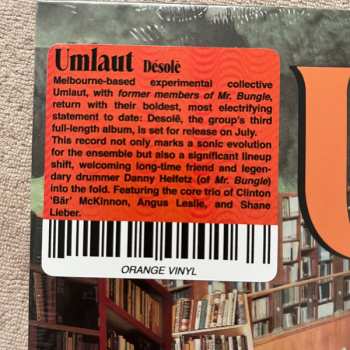 Umlaut Désolé
Melbourne-based experimental collective
Umlaut, with former members of Mr. Bungle,
return with their boldest, most electrifying
statement to date: Desolê, the group's third
full-length album, is set for release on July.
This record not only marks a sonic evolution
for the ensemble but also a significant lineup
shift, welcoming long-time friend and legen-
dary drummer Danny Heifetz (of Mr. Bungle)
into the fold. Featuring the core trio of Clinton
'Bär' McKinnon, Angus Leslie, and Shane
Lieber.
ORANGE VINYL